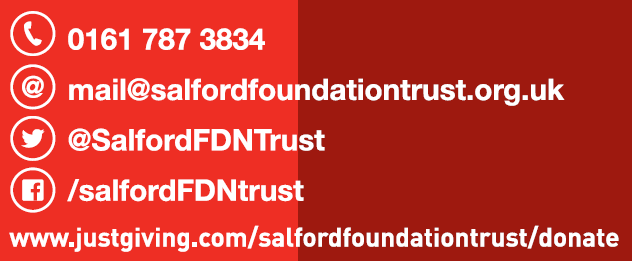 0161 787 3834
mail@salfordfoundationtrust.org.uk
@SalfordFDNTrust
/salfordFDNtrust
www.justgiving.com/salfordfoundationtrust/donate